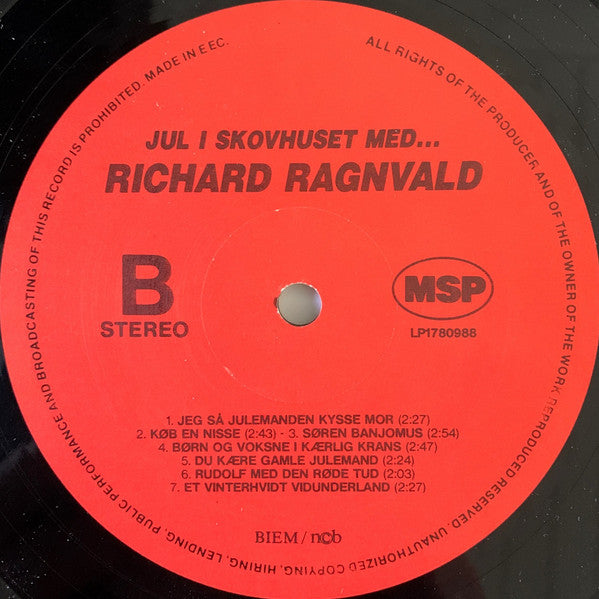 ALL RIGHTS OF THE PRODUCER AND OF THE OWNER OF THE WORK REPRODUCED RESERVED - UNAUTHORIZED COPYING, HIRING, LENDING, PUBLIC PERFORMANCE AND BROADCASTING OF THIS RECORD IS PROHIBITED. MADE IN EEC.
JUL I SKOVHUSET MED...
RICHARD RAGNVALD
B
STEREO
MSP
LP1780988
1. JEG SÅ JULEMANDEN KYSSE MOR (2:27)
2. KØB EN NISSE (2:43) - 3. SØREN BANJOMUS (2:54)
4. BØRN OG VOKSNE I KÆRLIG KRANS (2:47)
5. DU KÆRE GAMLE JULEMAND (2:24)
6. RUDOLF MED DEN RØDE TUD (2:03)
7. ET VINTERHVIDT VIDUNDERLAND (2:27)
BIEM / ncb